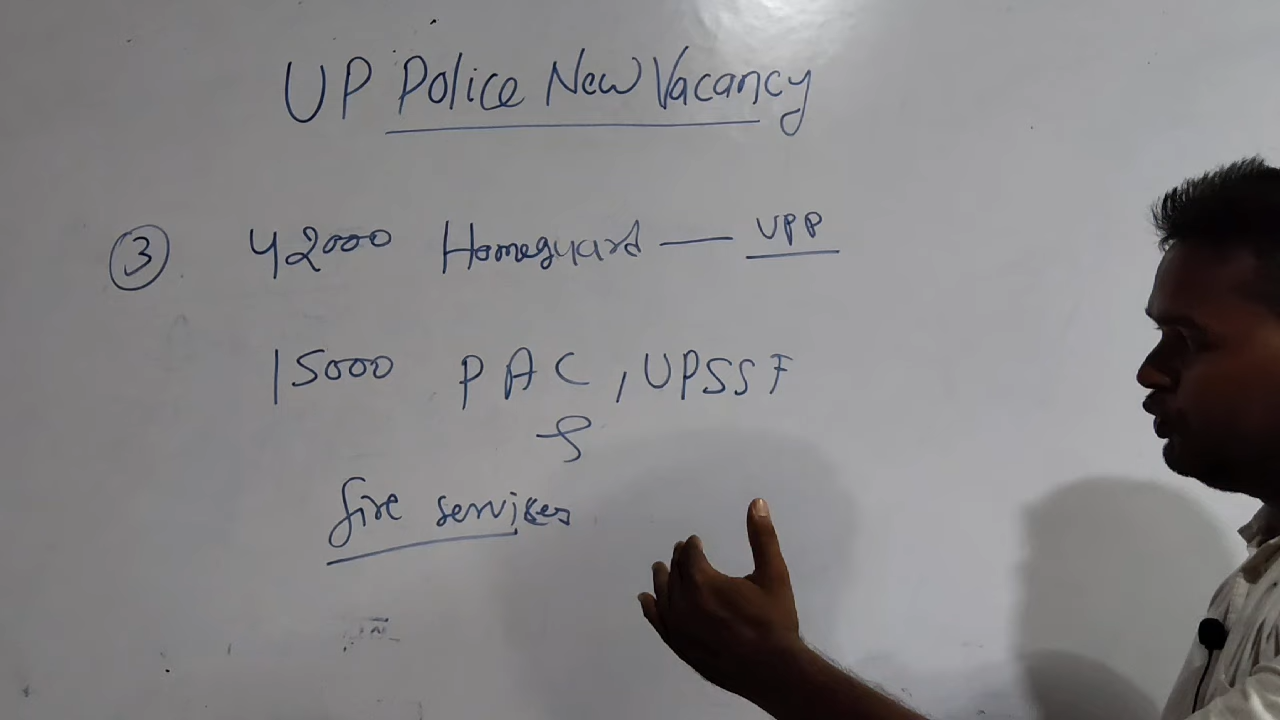 UP Police New Vacancy
③ 42000 Homeguard — UPP
15000 PAC, UPSSF
&
fire services